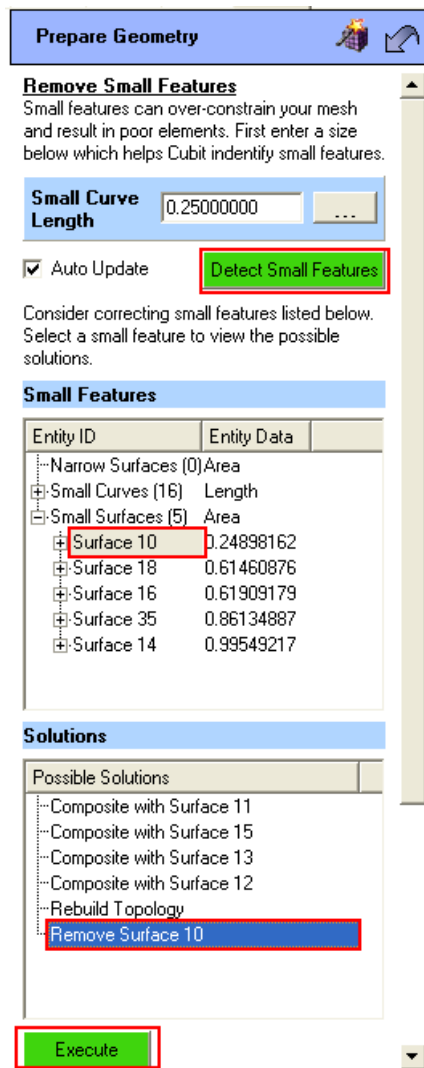 Prepare Geometry
Remove Small Features
Small features can over-constrain your mesh
and result in poor elements. First enter a size
below which helps Cubit indentify small features.
Small Curve
Length
0.25000000
...
Auto Update
Detect Small Features
Consider correcting small features listed below.
Select a small feature to view the possible
solutions.
Small Features
Entity ID Entity Data
Narrow Surfaces (0) Area
Small Curves (16) Length
Small Surfaces (5) Area
Surface 10 0.24898162
Surface 18 0.61460876
Surface 16 0.61909179
Surface 35 0.86134887
Surface 14 0.99549217
Solutions
Possible Solutions
Composite with Surface 11
Composite with Surface 15
Composite with Surface 13
Composite with Surface 12
Rebuild Topology
Remove Surface 10
Execute